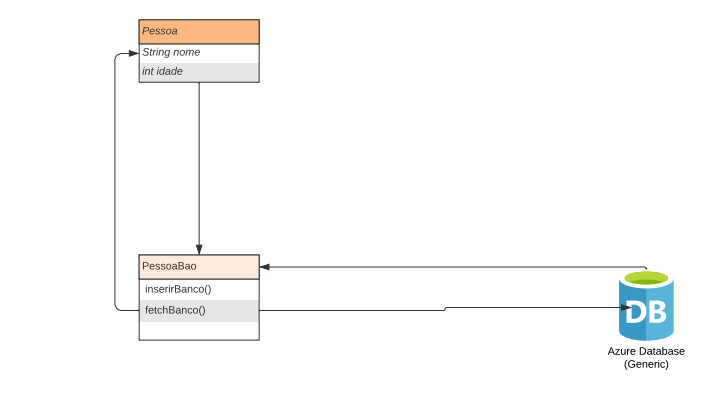 Pessoa
String nome
int idade
PessoaBao
inserirBanco()
fetchBanco()
DB
Azure Database
(Generic)